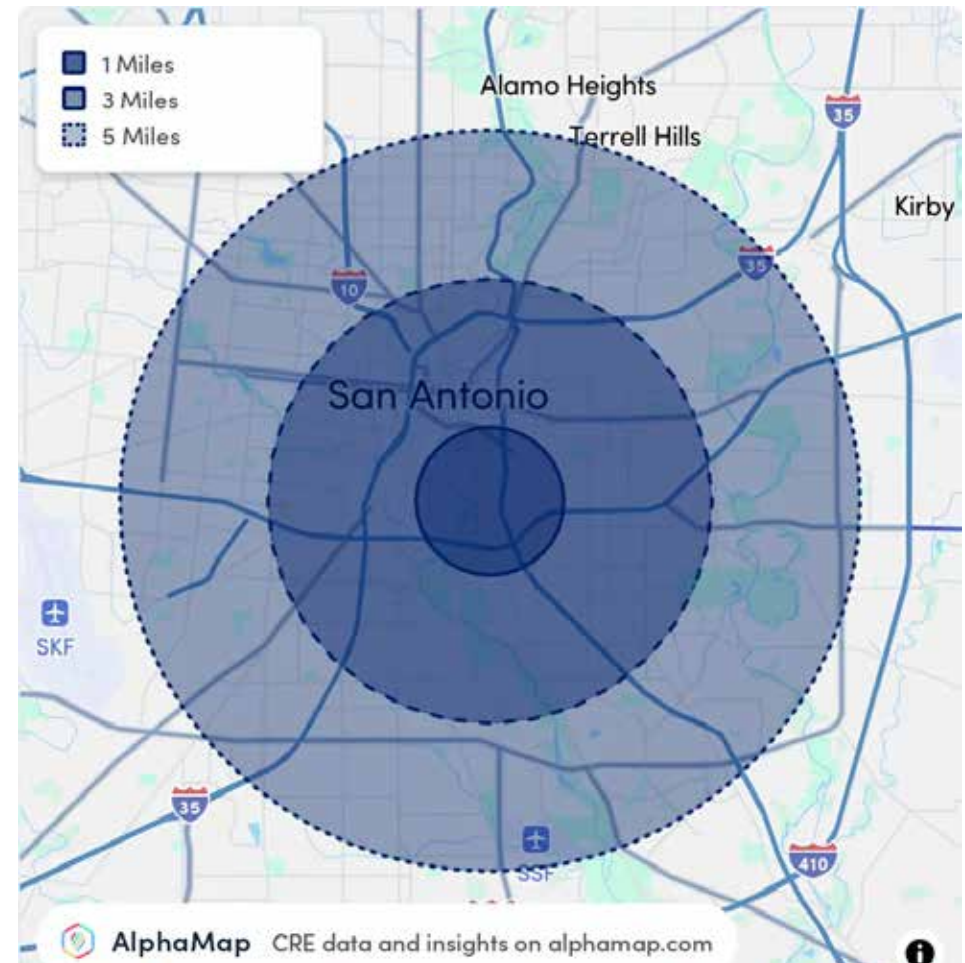 1 Miles
3 Miles
5 Miles
Alamo Heights
35
Terrell Hills
Kirby
35
10
San Antonio
SKF
35
SSF
410
AlphaMap CRE data and insights on alphamap.com